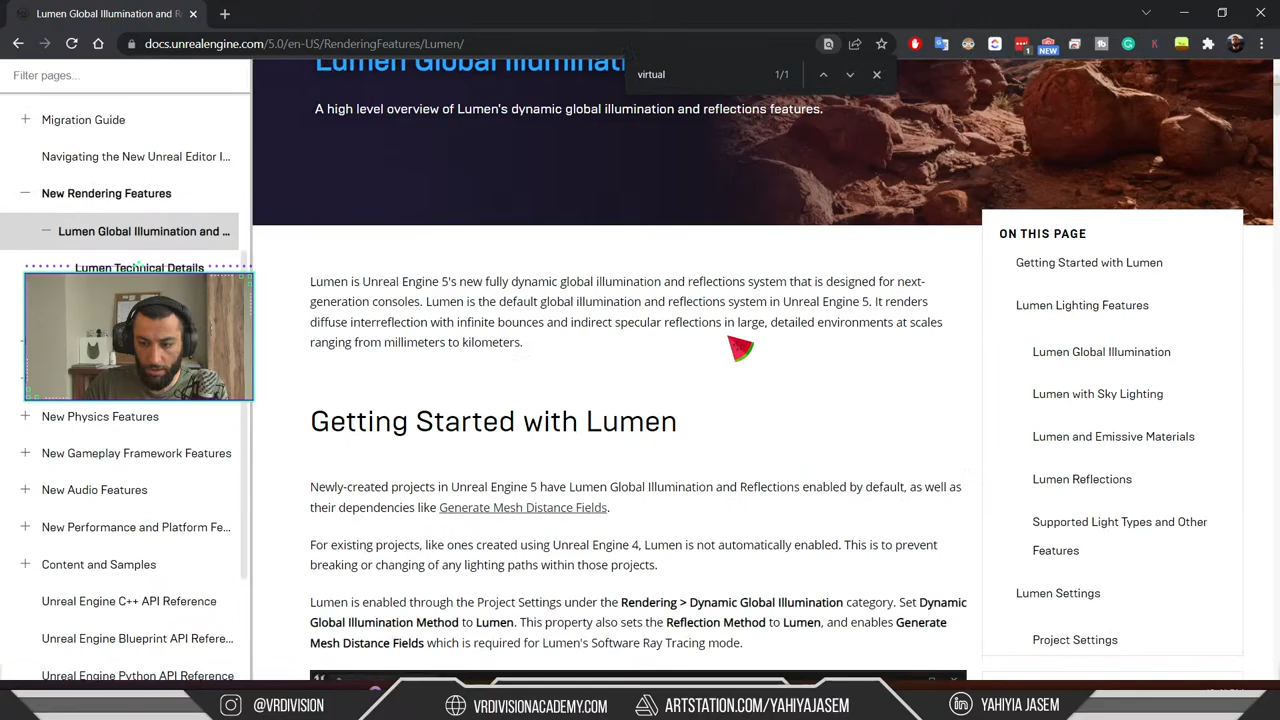 Lumen Global Illumination and Re
docs.unrealengine.com/5.0/en-US/RenderingFeatures/Lumen/
1
NEW
Filter pages...
virtual
1/1
Migration Guide
Navigating the New Unreal Editor I...
New Rendering Features
Lumen Global Illumination and ...
Lumen Technical Details
New Physics Features
New Gameplay Framework Features
New Audio Features
New Performance and Platform Fe...
Content and Samples
Unreal Engine C++ API Reference
Unreal Engine Blueprint API Refere...
Unreal Engine Python API Reference
Lumen Global Illuminati
A high level overview of Lumen's dynamic global illumination and reflections features.
Lumen is Unreal Engine 5's new fully dynamic global illumination and reflections system that is designed for next-
generation consoles. Lumen is the default global illumination and reflections system in Unreal Engine 5. It renders
diffuse interreflection with infinite bounces and indirect specular reflections in large, detailed environments at scales
ranging from millimeters to kilometers.
Getting Started with Lumen
Newly-created projects in Unreal Engine 5 have Lumen Global Illumination and Reflections enabled by default, as well as
their dependencies like Generate Mesh Distance Fields.
For existing projects, like ones created using Unreal Engine 4, Lumen is not automatically enabled. This is to prevent
breaking or changing of any lighting paths within those projects.
Lumen is enabled through the Project Settings under the Rendering > Dynamic Global Illumination category. Set Dynamic
Global Illumination Method to Lumen. This property also sets the Reflection Method to Lumen, and enables Generate
Mesh Distance Fields which is required for Lumen's Software Ray Tracing mode.
ON THIS PAGE
Getting Started with Lumen
Lumen Lighting Features
Lumen Global Illumination
Lumen with Sky Lighting
Lumen and Emissive Materials
Lumen Reflections
Supported Light Types and Other
Features
Lumen Settings
Project Settings
@VRDIVISION
VRDIVISIONACADEMY.COM
ARTSTATION.COM/YAHIYAJASEM
YAHIYIA JASEM